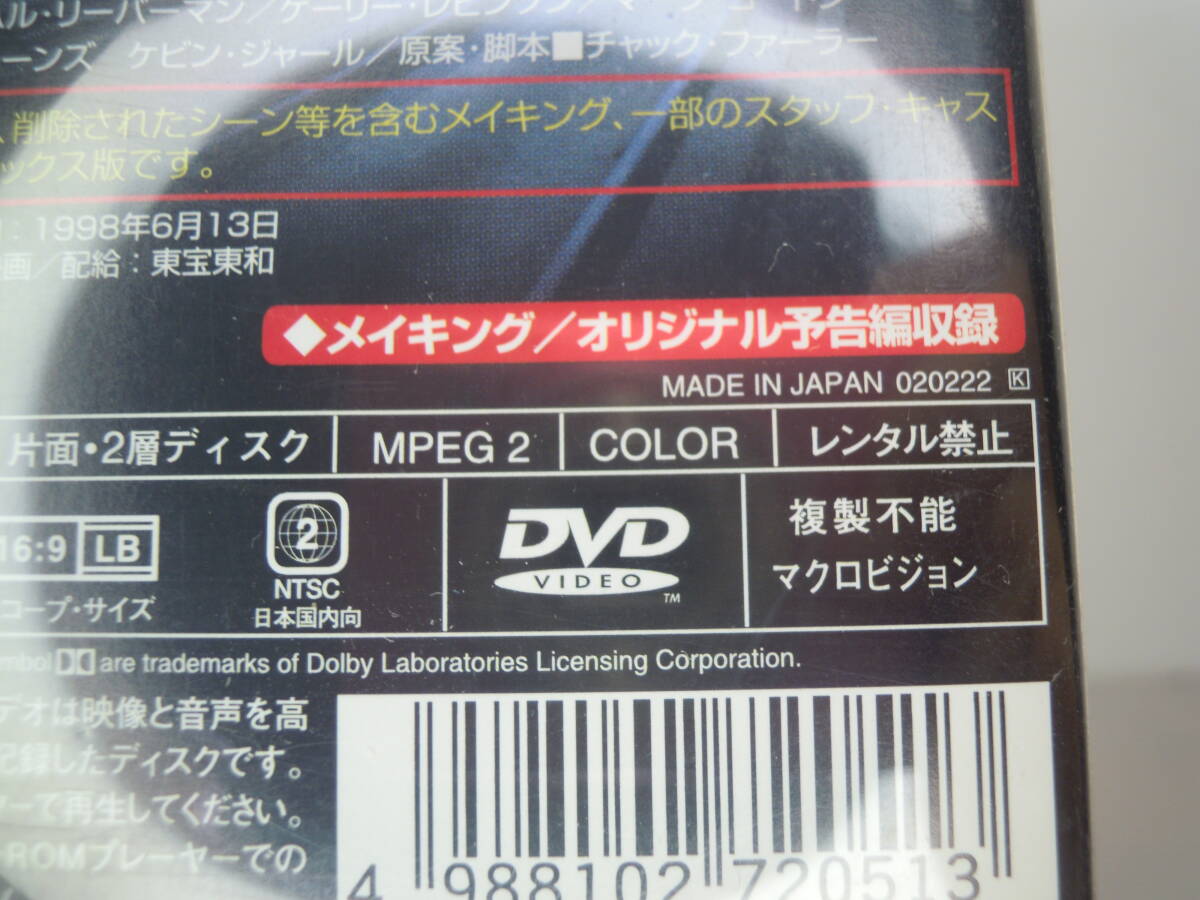 ハル・リーバーマン／ケーリー・レビンソン／マーク・ゴードン
ーンズ ケビン・ジャール／原案・脚本■チャック・ファーラー
、削除されたシーン等を含むメイキング、一部のスタッフ・キャス
ックス版です。
: 1998年6月13日
画／配給：東宝東和
◆メイキング／オリジナル予告編収録
MADE IN JAPAN 020222 K
片面・2層ディスク MPEG 2 COLOR レンタル禁止
16:9 LB 2 DVD 複製不能
NTSC VIDEO TM マクロビジョン
コープ・サイズ 日本国内向
mbol are trademarks of Dolby Laboratories Licensing Corporation.
デオは映像と音声を高
記録したディスクです。
ヤーで再生してください。
-ROMプレーヤーでの
4 988102 720513